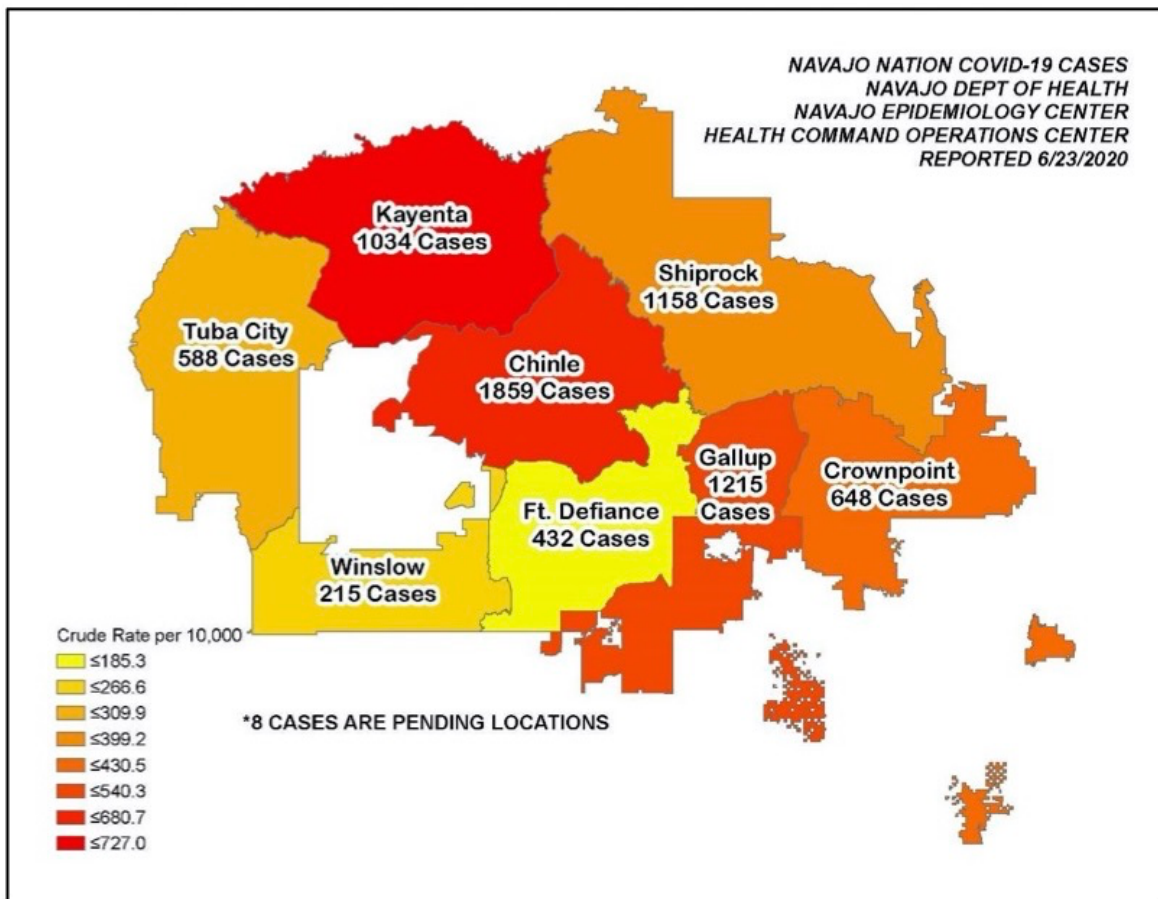 NAVAJO NATION COVID-19 CASES
NAVAJO DEPT OF HEALTH
NAVAJO EPIDEMIOLOGY CENTER
HEALTH COMMAND OPERATIONS CENTER
REPORTED 6/23/2020
Kayenta
1034 Cases
Shiprock
1158 Cases
Tuba City
588 Cases
Chinle
1859 Cases
Gallup
1215
Cases
Crownpoint
648 Cases
Ft. Defiance
432 Cases
Winslow
215 Cases
Crude Rate per 10,000
≤185.3
≤266.6
≤309.9
≤399.2
≤430.5
≤540.3
≤680.7
≤727.0
*8 CASES ARE PENDING LOCATIONS